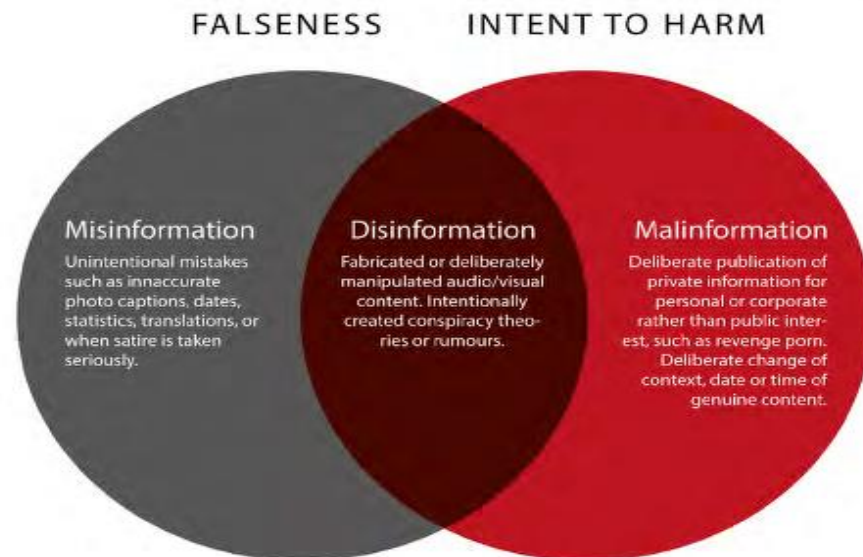 FALSENESS INTENT TO HARM
Misinformation
Unintentional mistakes
such as innaccurate
photo captions, dates,
statistics, translations, or
when satire is taken
seriously.
Disinformation
Fabricated or deliberately
manipulated audio/visual
content. Intentionally
created conspiracy theo-
ries or rumours.
Malinformation
Deliberate publication of
private information for
personal or corporate
rather than public inter-
est, such as revenge porn.
Deliberate change of
context, date or time of
genuine content.